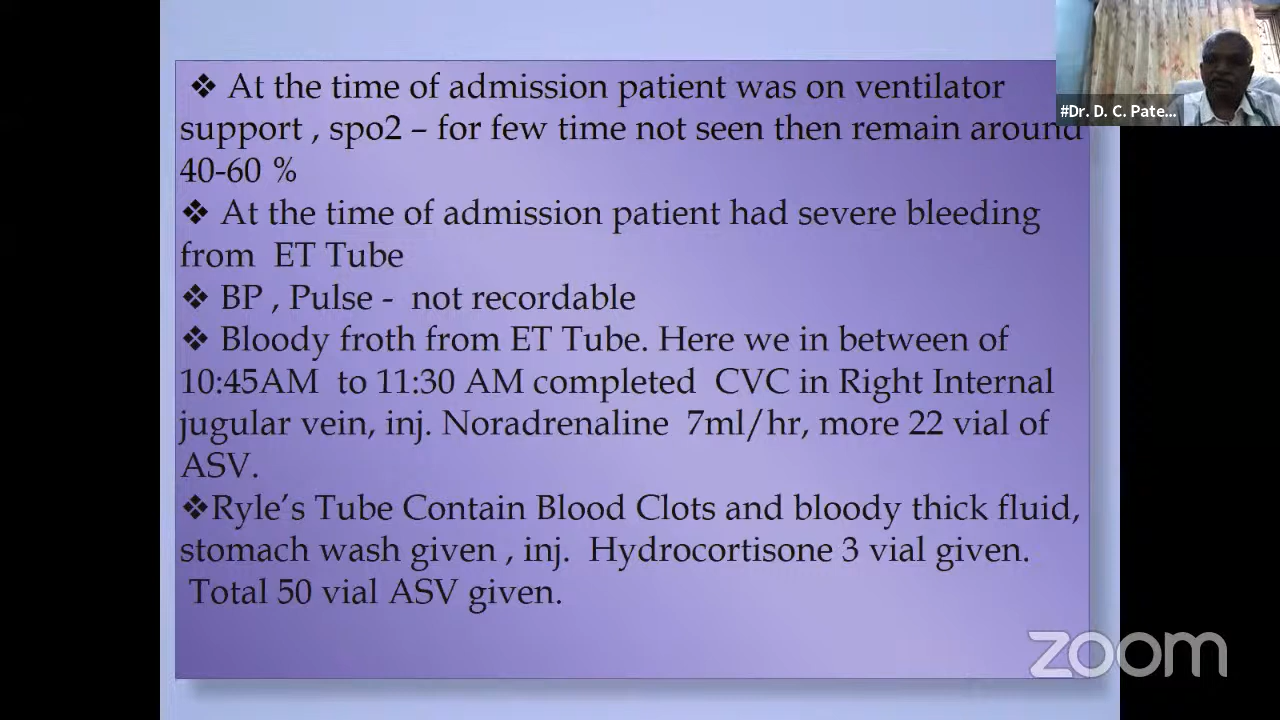 ❖ At the time of admission patient was on ventilator
support , spo2 – for few time not seen then remain around
40-60 %
❖ At the time of admission patient had severe bleeding
from ET Tube
❖ BP , Pulse - not recordable
❖ Bloody froth from ET Tube. Here we in between of
10:45AM to 11:30 AM completed CVC in Right Internal
jugular vein, inj. Noradrenaline 7ml/hr, more 22 vial of
ASV.
❖Ryle’s Tube Contain Blood Clots and bloody thick fluid,
stomach wash given , inj. Hydrocortisone 3 vial given.
Total 50 vial ASV given.
#Dr. D. C. Pate...
zoom